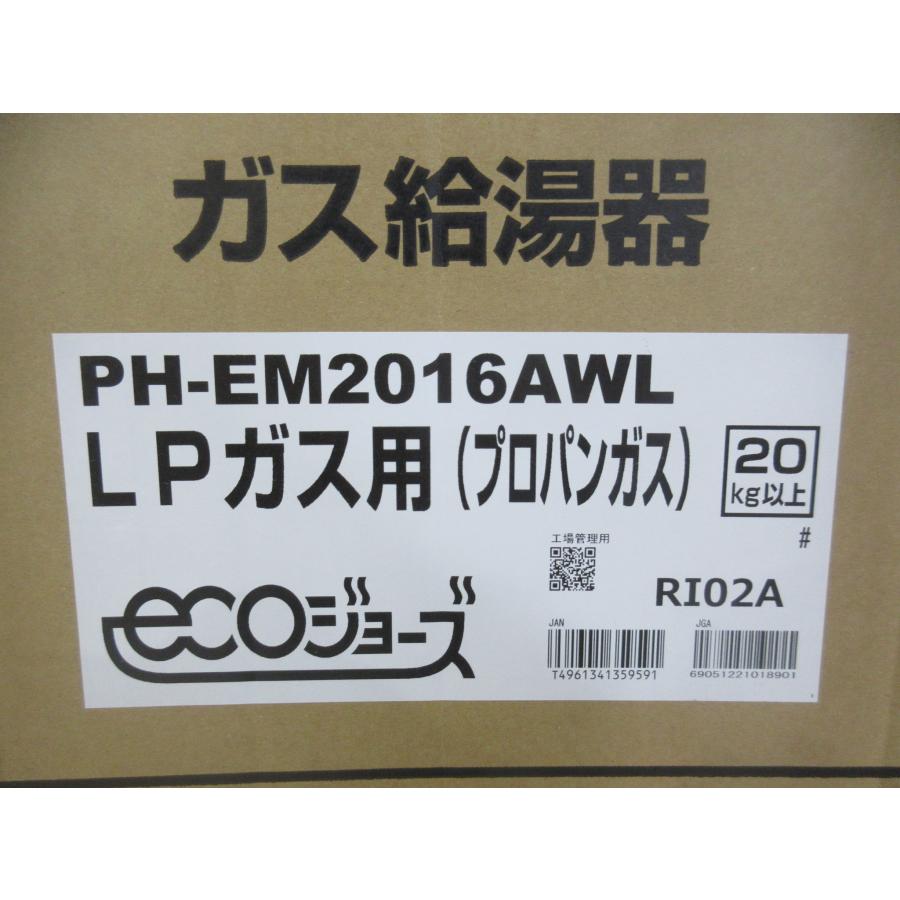 ガス給湯器
PH-EM2016AWL
LPガス用(プロパンガス)
20
kg以上
#
工場管理用
RI02A
ecoジョーズ
JAN
T4961341359591
JGA
69051221018901